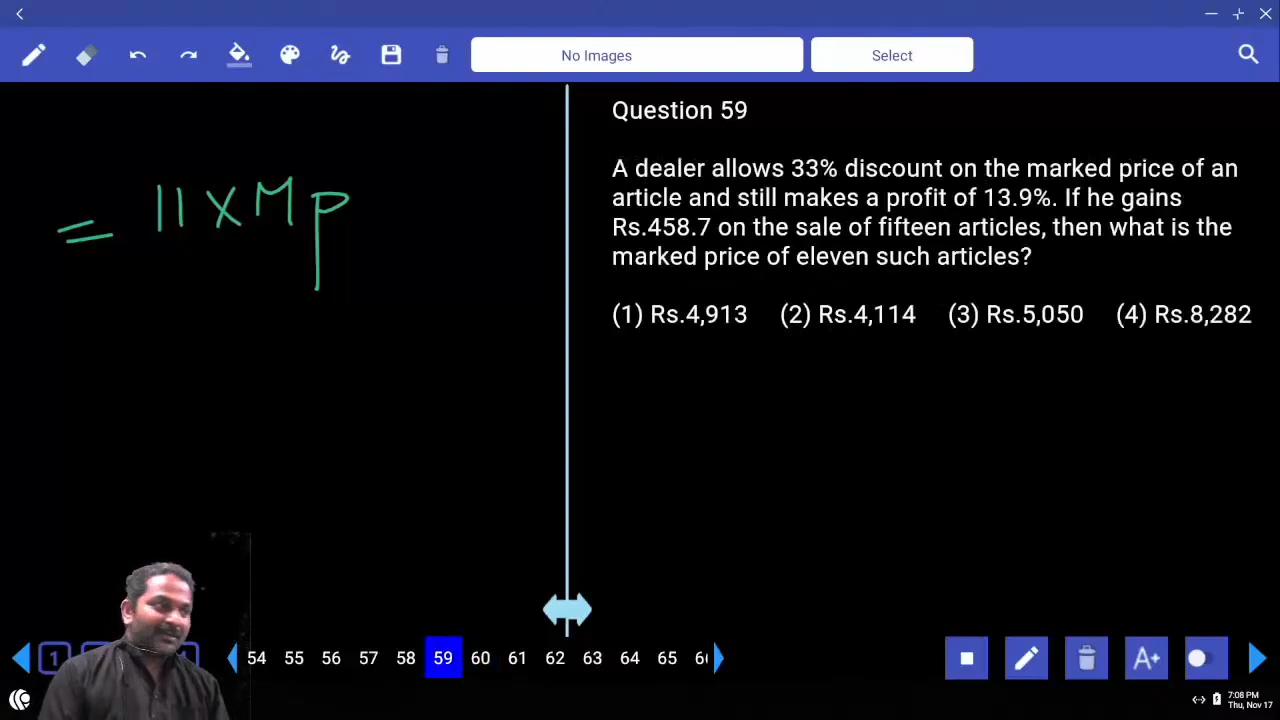 No Images
Select
= 11 X MP
Question 59
A dealer allows 33% discount on the marked price of an
article and still makes a profit of 13.9%. If he gains
Rs.458.7 on the sale of fifteen articles, then what is the
marked price of eleven such articles?
(1) Rs.4,913 (2) Rs.4,114 (3) Rs.5,050 (4) Rs.8,282
1
54 55 56 57 58 59 60 61 62 63 64 65
A+
7:08 PM
Thu, Nov 17